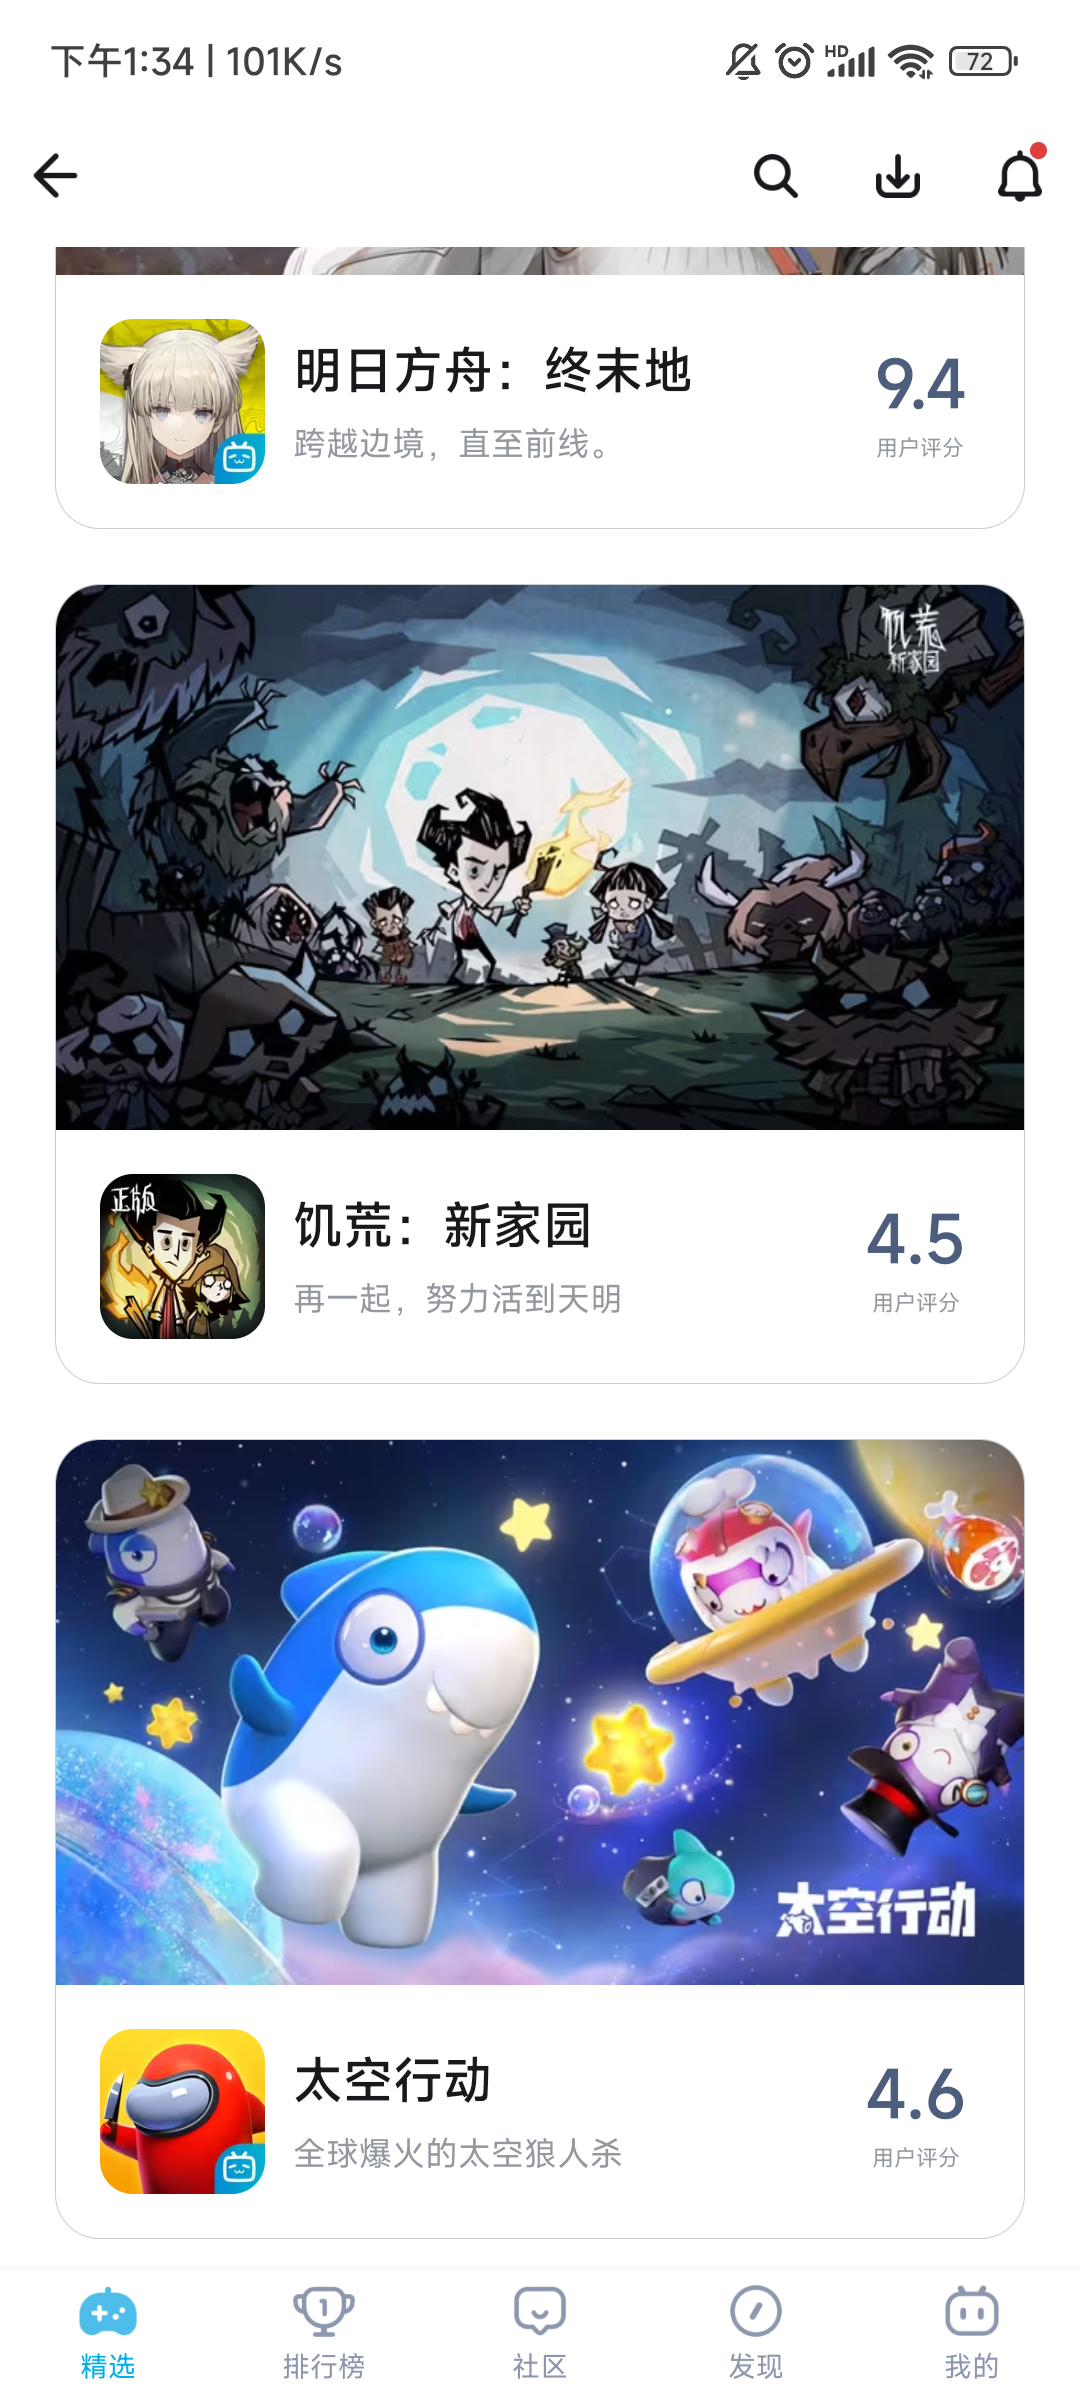 下午1:34 | 101K/s
HD
72
明日方舟：终末地
跨越边境，直至前线。
9.4
用户评分
饥荒
新家园
正版
饥荒：新家园
再一起，努力活到天明
4.5
用户评分
太空行动
太空行动
全球爆火的太空狼人杀
4.6
用户评分
精选
排行榜
社区
发现
我的